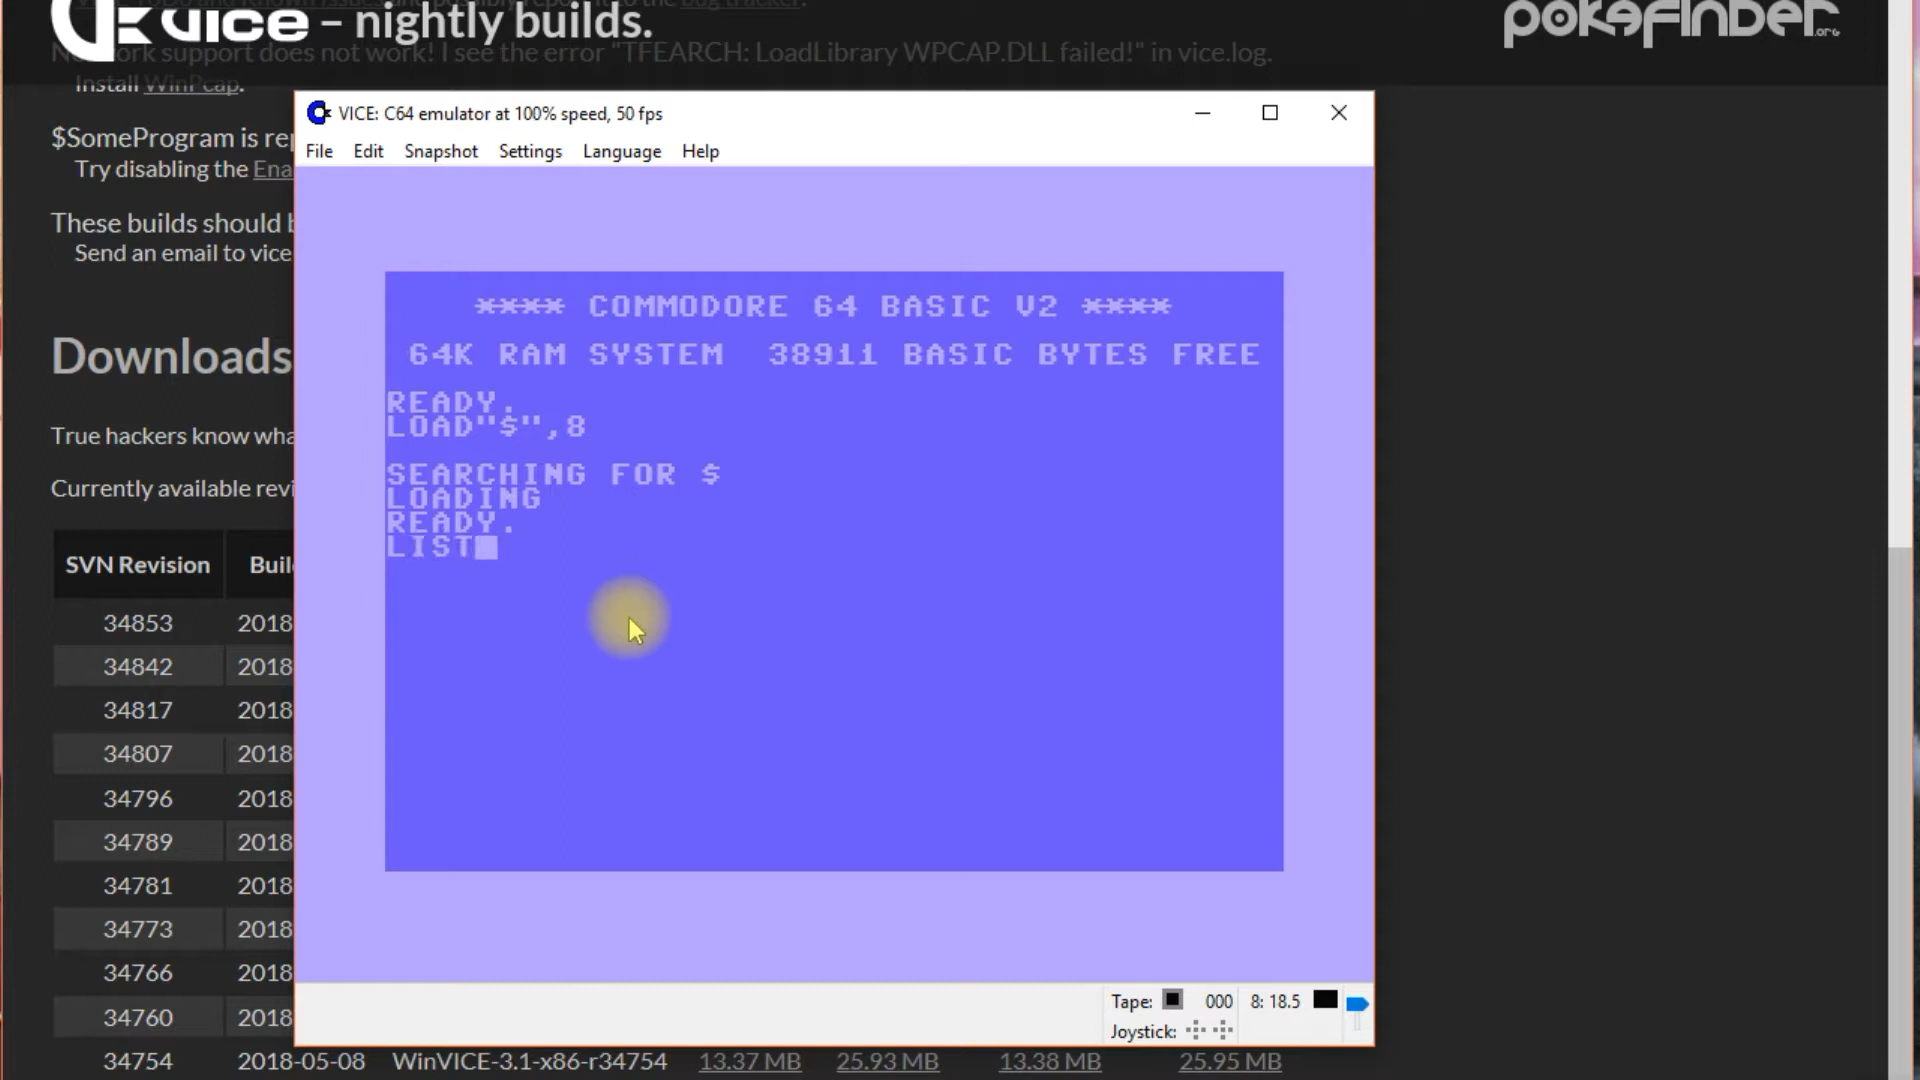 VICE – nightly builds.
pokefinder.org
Network support does not work! I see the error "TFEARCH: LoadLibrary WPCAP.DLL failed!" in vice.log.
Install WinPcap.
$SomeProgram is rep
Try disabling the Ena
These builds should b
Send an email to vice
Downloads
True hackers know wha
Currently available revi
SVN Revision Buil
34853 2018
34842 2018
34817 2018
34807 2018
34796 2018
34789 2018
34781 2018
34773 2018
34766 2018
34760 2018
34754 2018-05-08 WinVICE-3.1-x86-r34754 13.37 MB 25.93 MB 13.38 MB 25.95 MB
VICE: C64 emulator at 100% speed, 50 fps
File Edit Snapshot Settings Language Help
**** COMMODORE 64 BASIC V2 ****
64K RAM SYSTEM 38911 BASIC BYTES FREE
READY.
LOAD"$",8
SEARCHING FOR $
LOADING
READY.
LIST
Tape: 000 8: 18.5
Joystick: